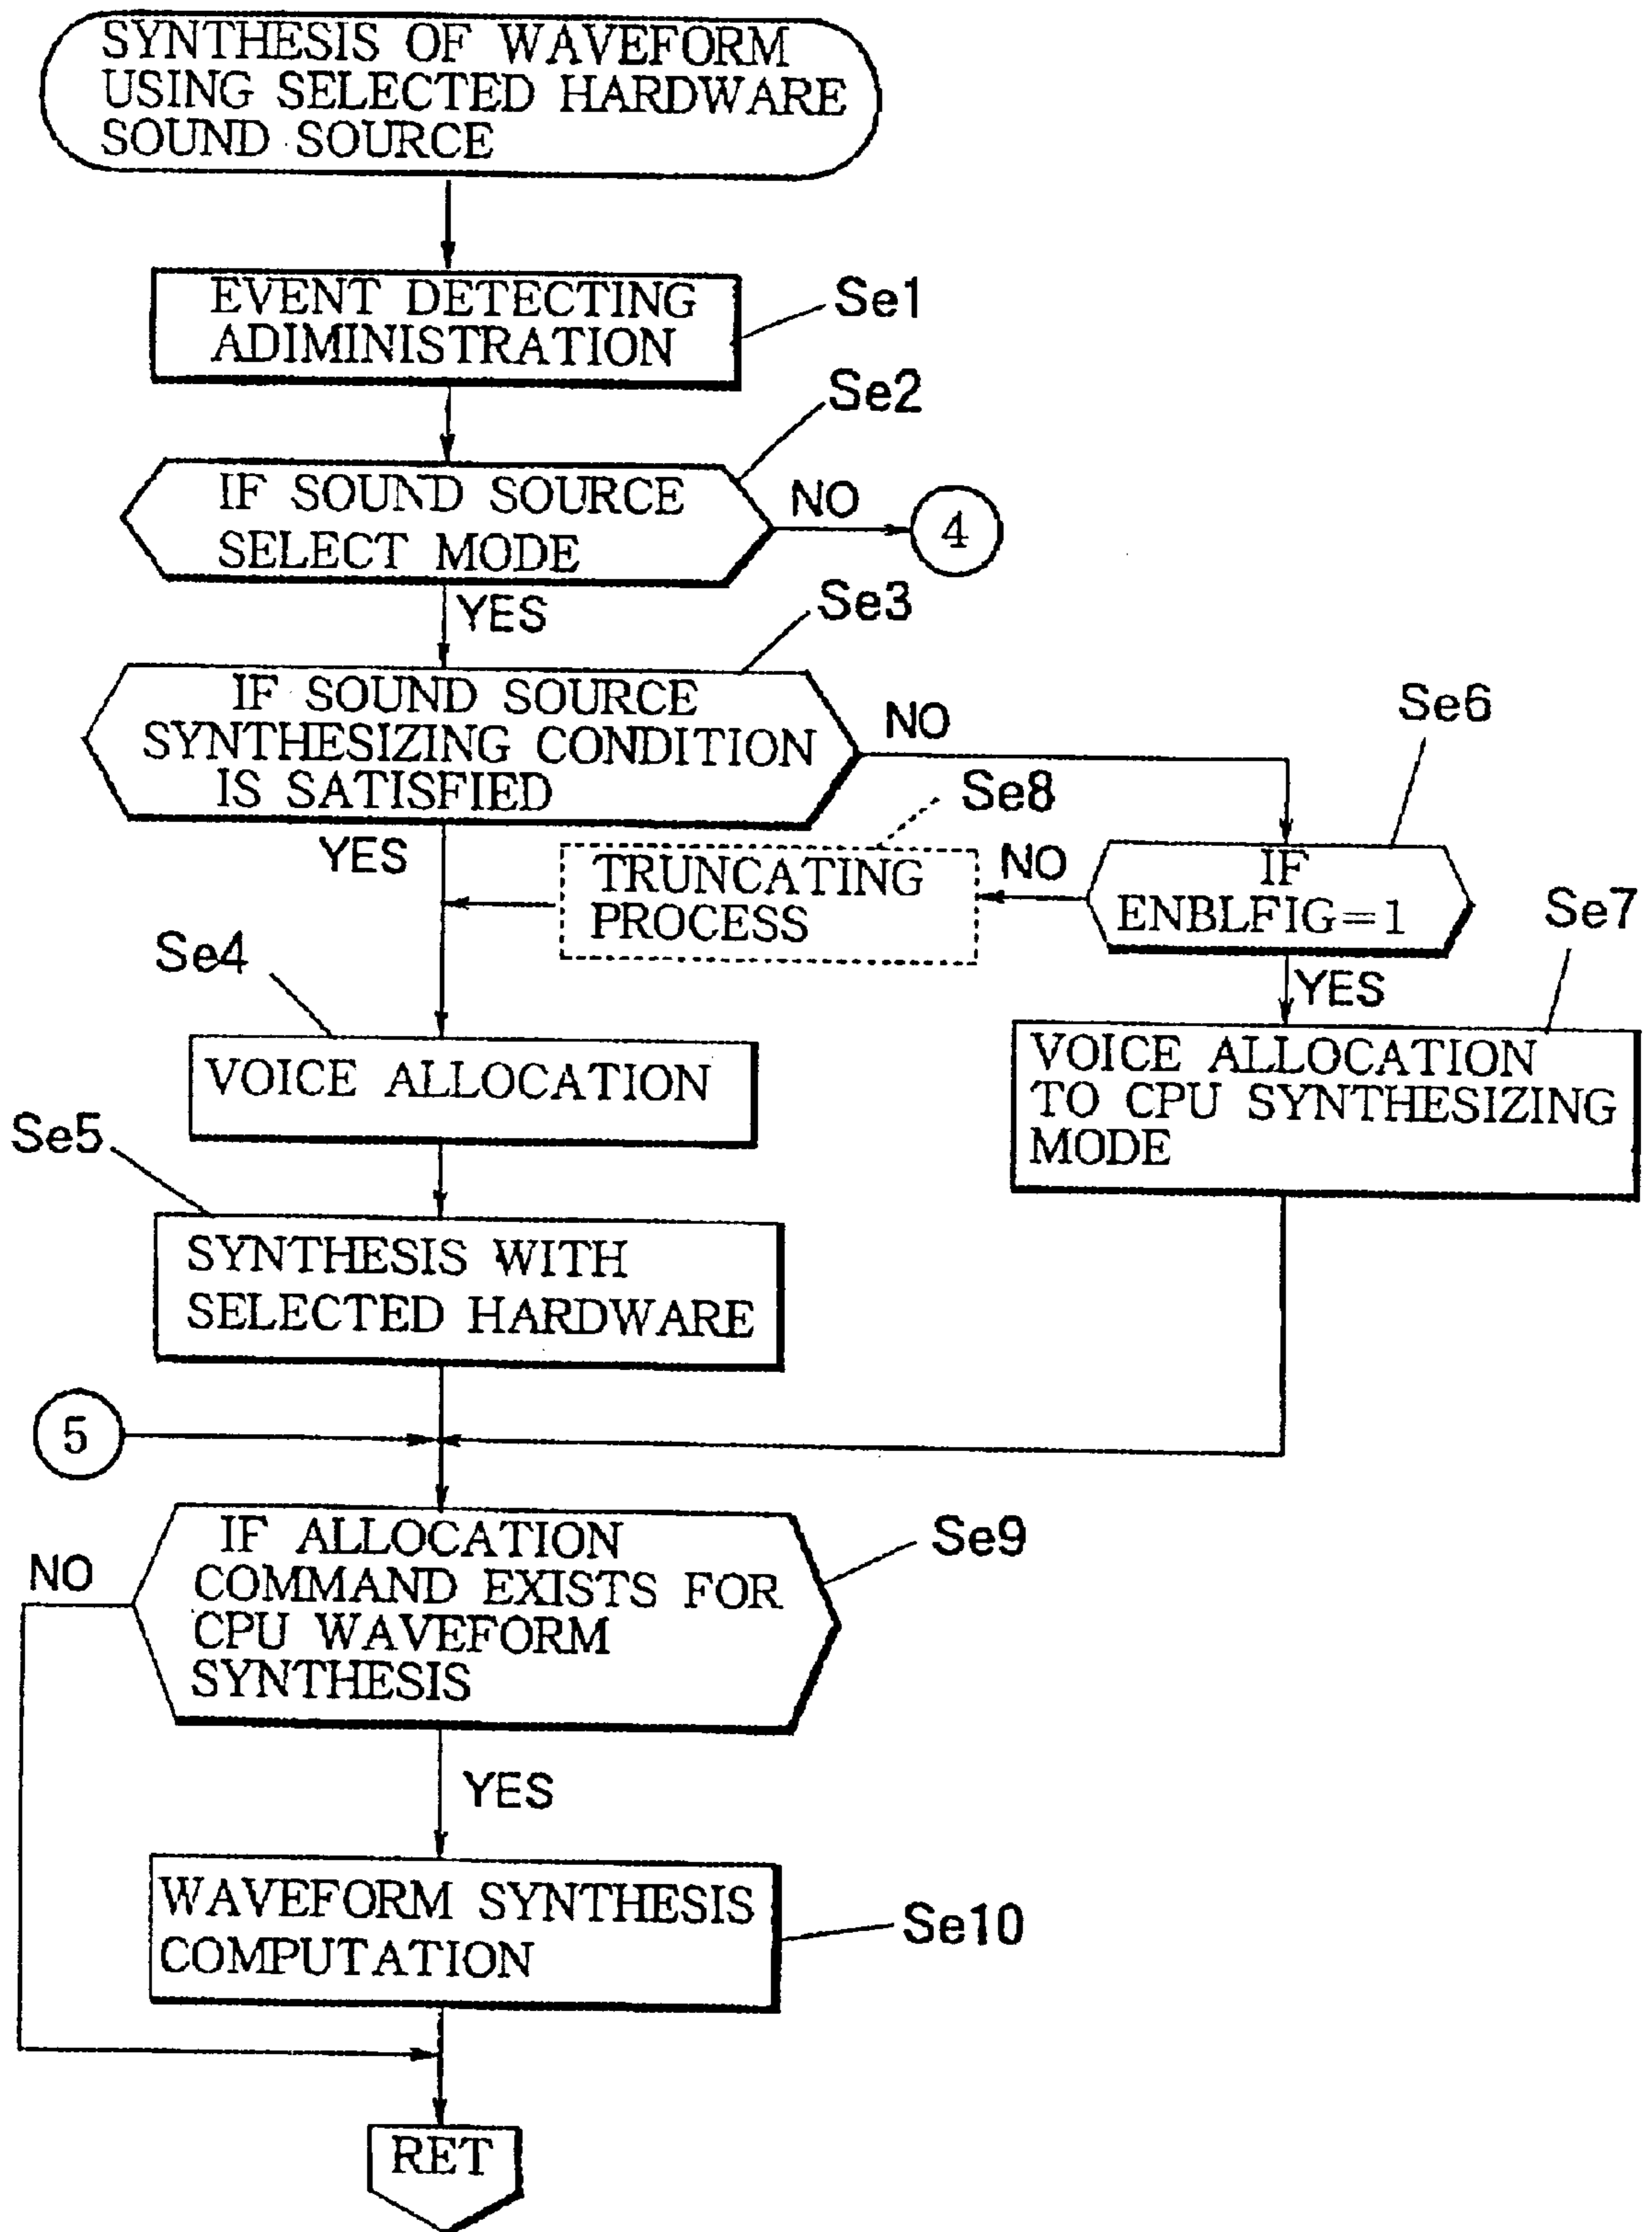 SYNTHESIS OF WAVEFORM
USING SELECTED HARDWARE
SOUND SOURCE
EVENT DETECTING
ADIMINISTRATION
Se1
Se2
IF SOUND SOURCE
SELECT MODE
NO
4
YES
Se3
IF SOUND SOURCE
SYNTHESIZING CONDITION
IS SATISFIED
NO
Se6
Se8
YES
TRUNCATING
PROCESS
NO
IF
ENBLFIG=1
Se7
Se4
YES
VOICE ALLOCATION
VOICE ALLOCATION
TO CPU SYNTHESIZING
MODE
Se5
SYNTHESIS WITH
SELECTED HARDWARE
5
IF ALLOCATION
COMMAND EXISTS FOR
CPU WAVEFORM
SYNTHESIS
Se9
NO
YES
WAVEFORM SYNTHESIS
COMPUTATION
Se10
RET